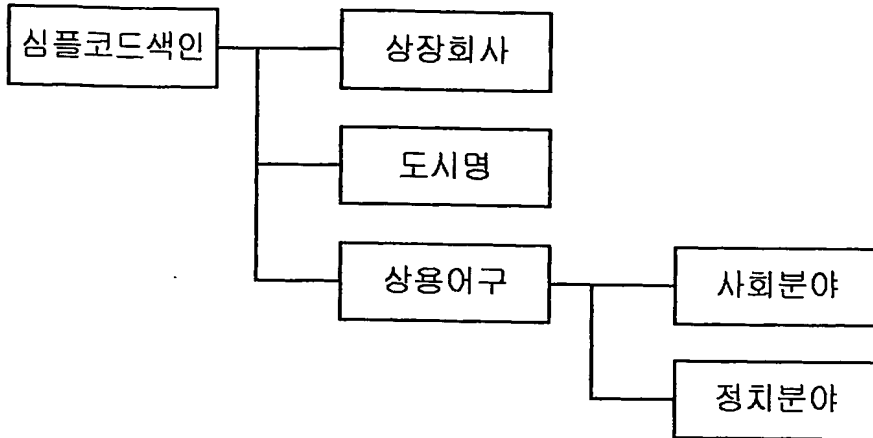 심플코드색인
상장회사
도시명
상용어구
사회분야
정치분야